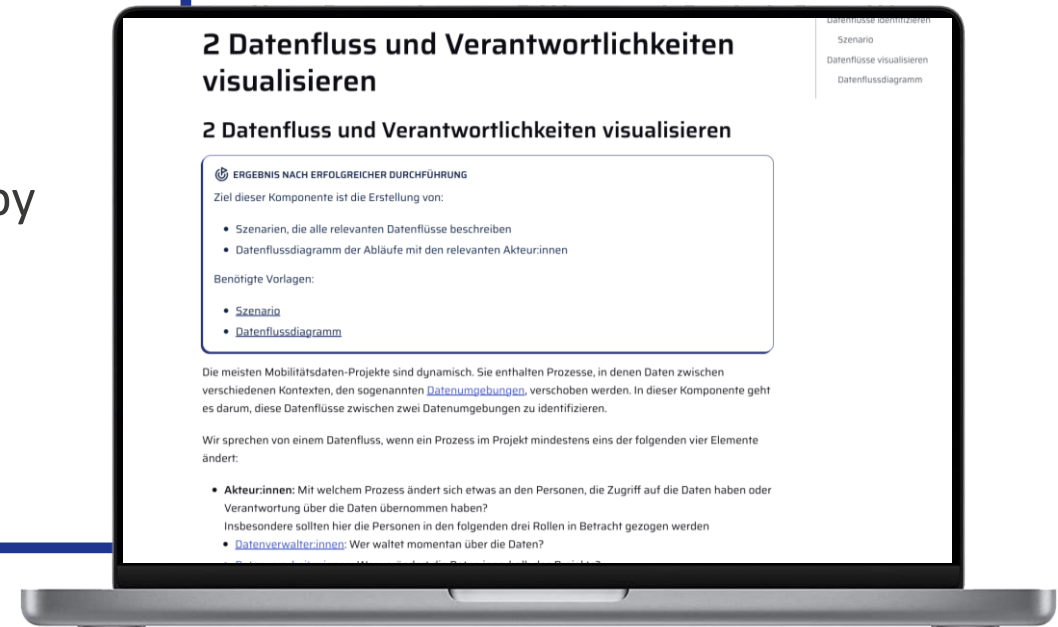 by
Datenflüsse identifizieren
Szenario
Datenflüsse visualisieren
Datenflussdiagramm
2 Datenfluss und Verantwortlichkeiten
visualisieren
2 Datenfluss und Verantwortlichkeiten visualisieren
ERGEBNIS NACH ERFOLGREICHER DURCHFÜHRUNG
Ziel dieser Komponente ist die Erstellung von:
• Szenarien, die alle relevanten Datenflüsse beschreiben
• Datenflussdiagramm der Abläufe mit den relevanten Akteur:innen
Benötigte Vorlagen:
• Szenario
• Datenflussdiagramm
Die meisten Mobilitätsdaten-Projekte sind dynamisch. Sie enthalten Prozesse, in denen Daten zwischen
verschiedenen Kontexten, den sogenannten Datenumgebungen, verschoben werden. In dieser Komponente geht
es darum, diese Datenflüsse zwischen zwei Datenumgebungen zu identifizieren.
Wir sprechen von einem Datenfluss, wenn ein Prozess im Projekt mindestens eins der folgenden vier Elemente
ändert:
• Akteur:innen: Mit welchem Prozess ändert sich etwas an den Personen, die Zugriff auf die Daten haben oder
Verantwortung über die Daten übernommen haben?
Insbesondere sollten hier die Personen in den folgenden drei Rollen in Betracht gezogen werden
• Datenverwalter:innen: Wer waltet momentan über die Daten?